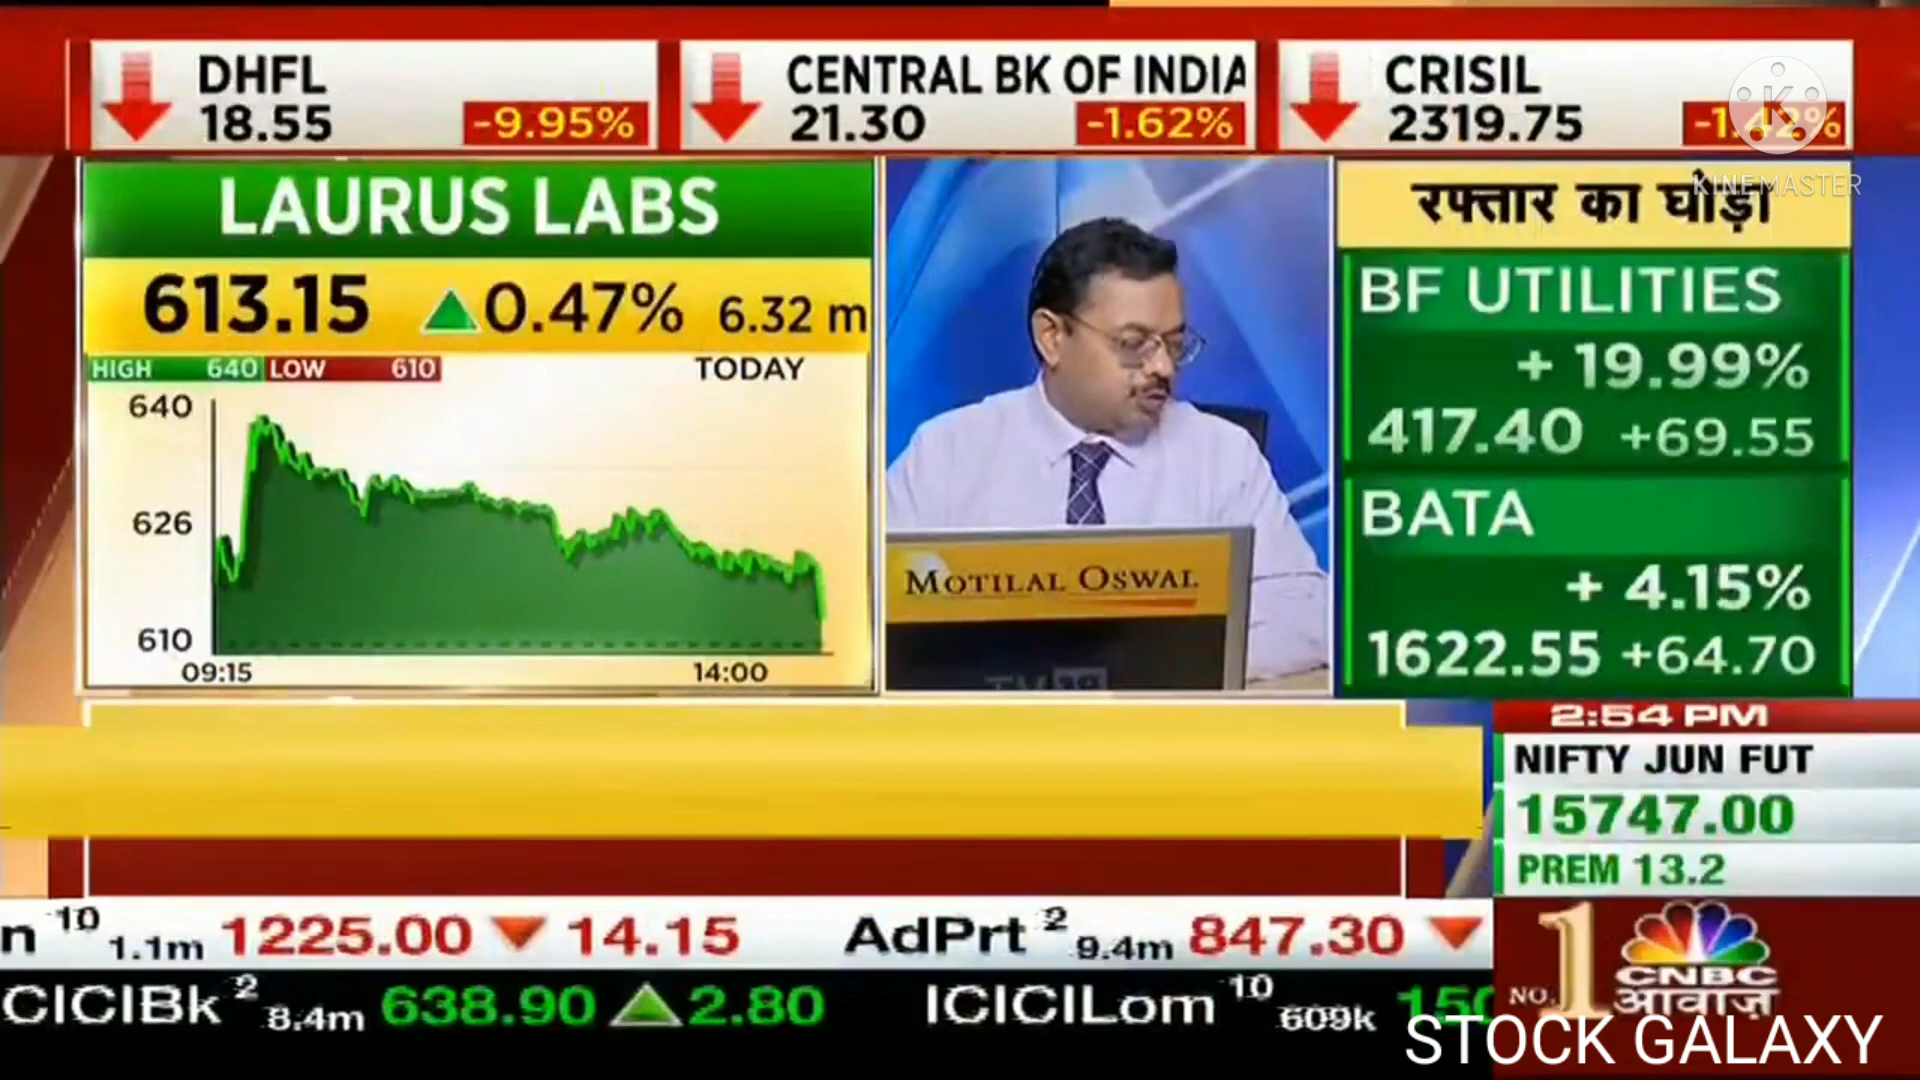 DHFL
18.55 -9.95%
CENTRAL BK OF INDIA
21.30 -1.62%
CRISIL
2319.75 -1.42%
KINEMASTER
LAURUS LABS
613.15 0.47% 6.32 m
HIGH 640 LOW 610 TODAY
640
626
610
09:15 14:00
MOTILAL OSWAL
रफ्तार का घोड़ा
BF UTILITIES
+ 19.99%
417.40 +69.55
BATA
+ 4.15%
1622.55 +64.70
2:54 PM
NIFTY JUN FUT
15747.00
PREM 13.2
n 10 1.1m 1225.00 14.15 AdPrt 2 9.4m 847.30
CICIBk 2 8.4m 638.90 2.80 ICICILom 10 609k 150
NO. 1 CNBC
आवाज़
STOCK GALAXY